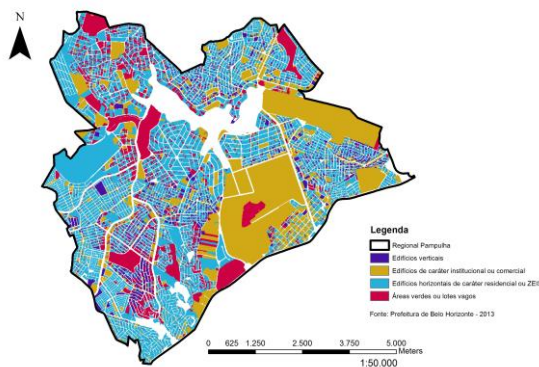 N
Legenda
Regional Pampulha
Edifícios verticais
Edifícios de caráter institucional ou comercial
Edifícios horizontais de caráter residencial ou ZEIS
Áreas verdes ou lotes vagos
Fonte: Prefeitura de Belo Horizonte - 2013
0 625 1.250 2.500 3.750 5.000
Meters
1:50.000